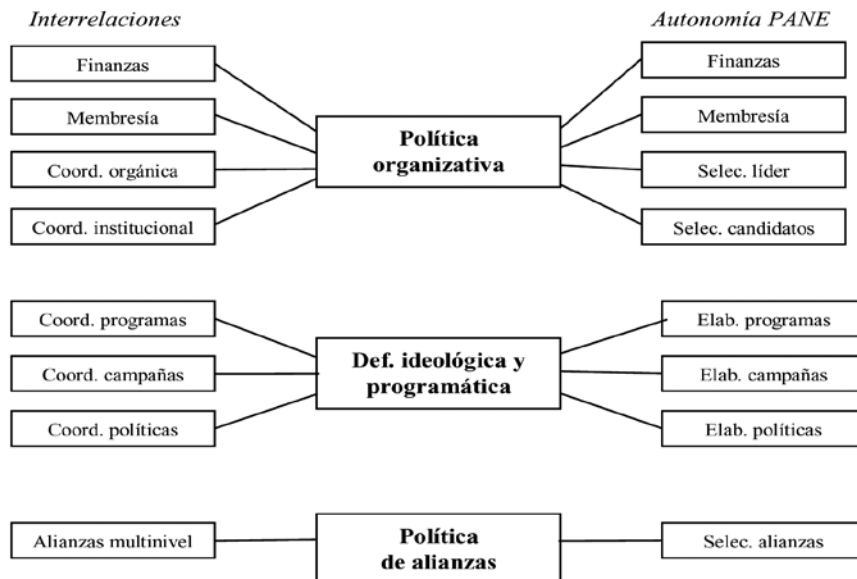 Interrelaciones
Autonomía PANE
Finanzas
Membresía
Coord. orgánica
Coord. institucional
Política
organizativa
Finanzas
Membresía
Selec. líder
Selec. candidatos
Coord. programas
Coord. campañas
Coord. políticas
Def. ideológica y
programática
Elab. programas
Elab. campañas
Elab. políticas
Alianzas multinivel
Política
de alianzas
Selec. alianzas